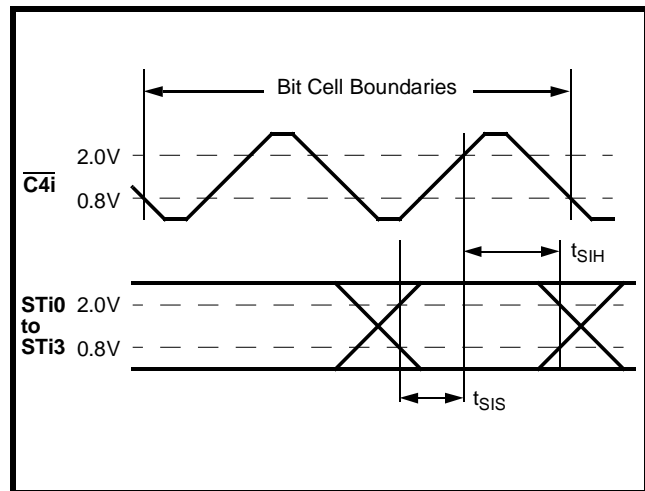 Bit Cell Boundaries
2.0V
C4i
0.8V
tSIH
STi0
2.0V
to
STi3
0.8V
tSIS